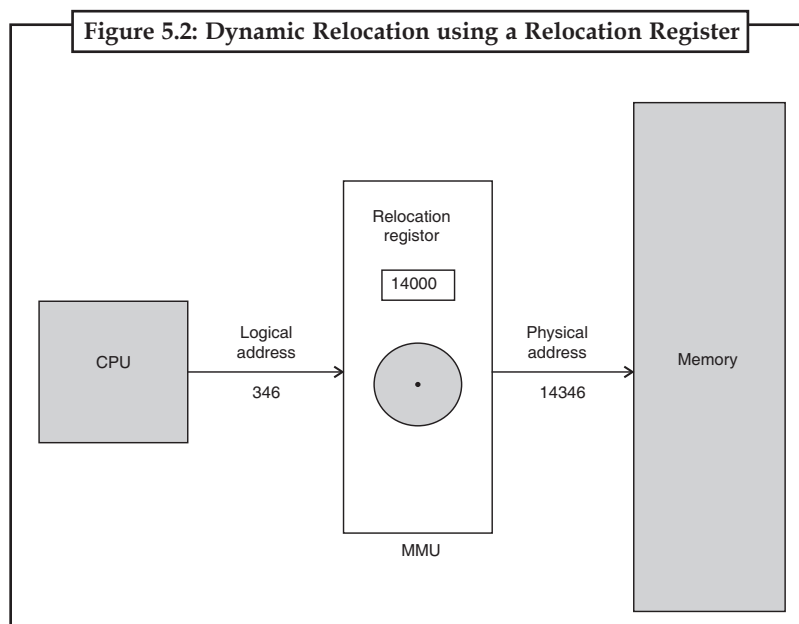 Figure 5.2: Dynamic Relocation using a Relocation Register
Relocation
registor
14000
CPU
Logical
address
346
Physical
address
14346
Memory
MMU